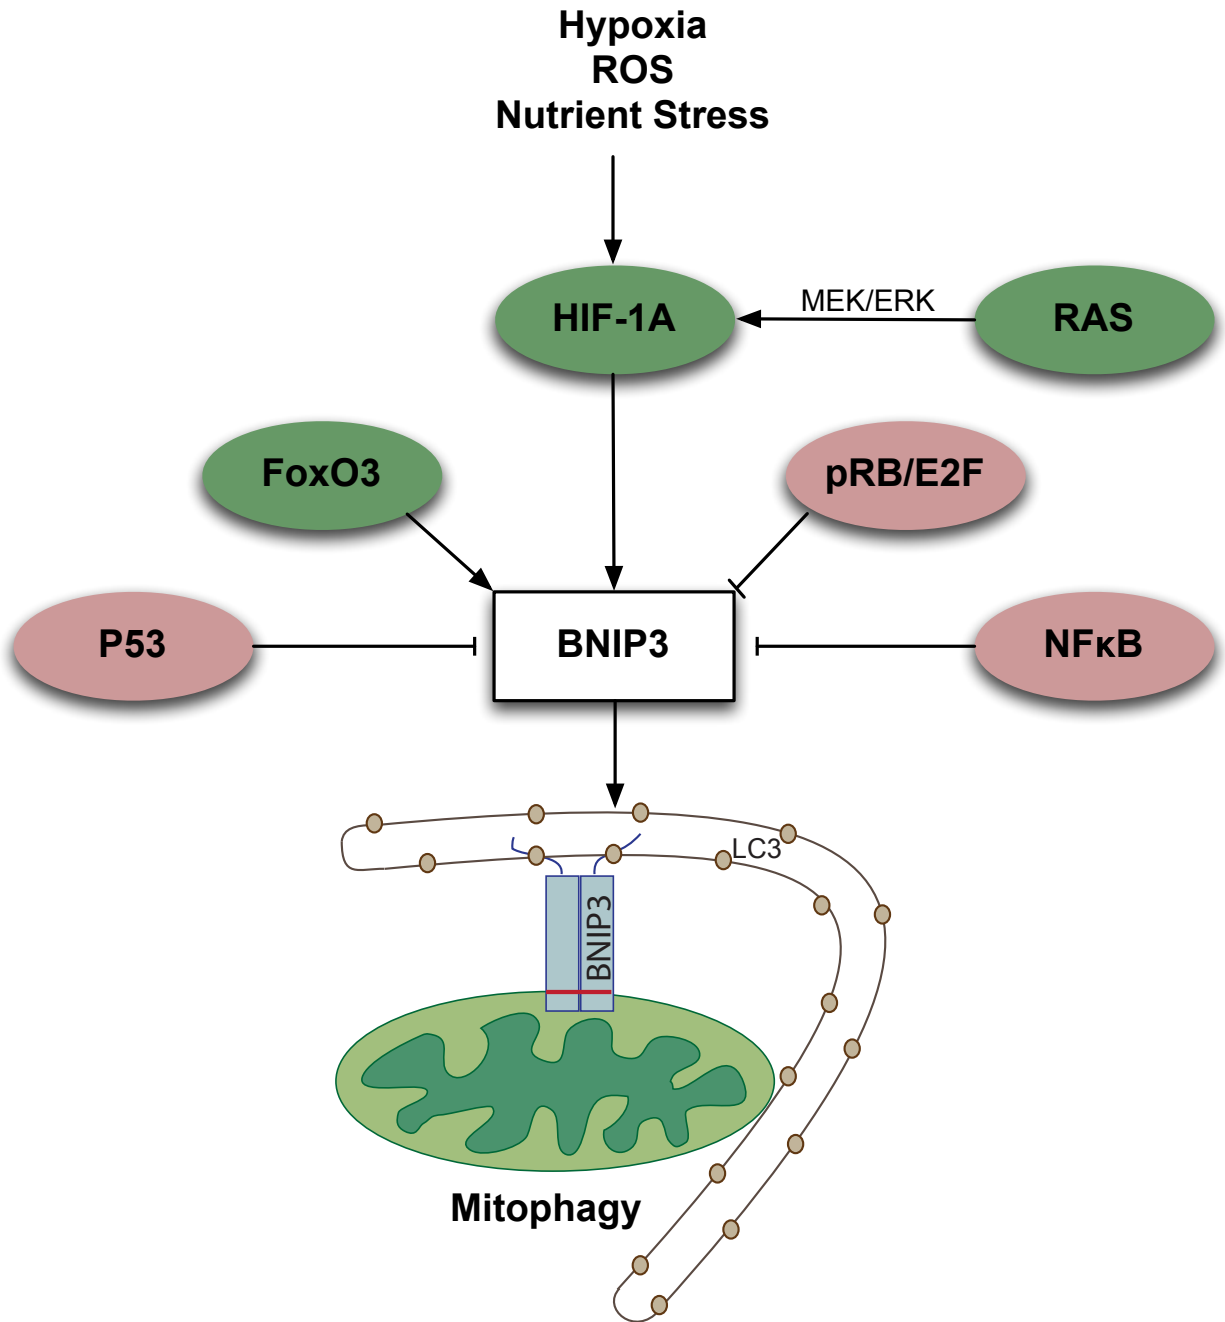 Hypoxia
ROS
Nutrient Stress
HIF-1A
MEK/ERK
RAS
FoxO3
pRB/E2F
P53
BNIP3
NFκB
LC3
BNIP3
Mitophagy